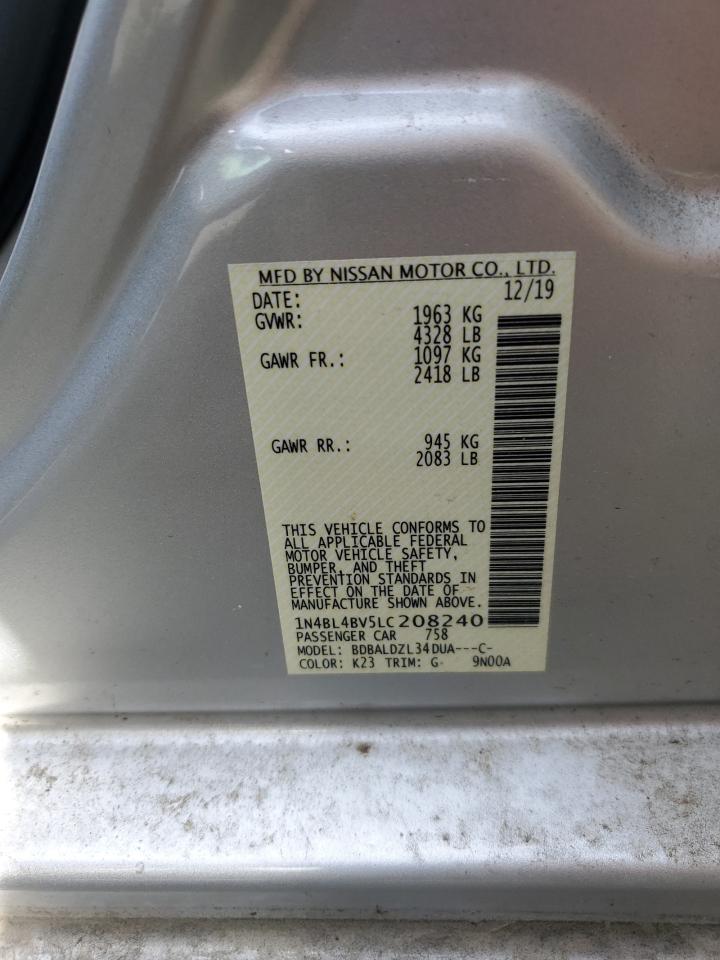 MFD BY NISSAN MOTOR CO., LTD.
DATE: 12/19
GVWR: 1963 KG
4328 LB
GAWR FR.: 1097 KG
2418 LB
GAWR RR.: 945 KG
2083 LB
THIS VEHICLE CONFORMS TO
ALL APPLICABLE FEDERAL
MOTOR VEHICLE SAFETY,
BUMPER, AND THEFT
PREVENTION STANDARDS IN
EFFECT ON THE DATE OF
MANUFACTURE SHOWN ABOVE.
1N4BL4BV5LC208240
PASSENGER CAR 758
MODEL: BDBALDZL34DUA---C-
COLOR: K23 TRIM: G- 9N00A